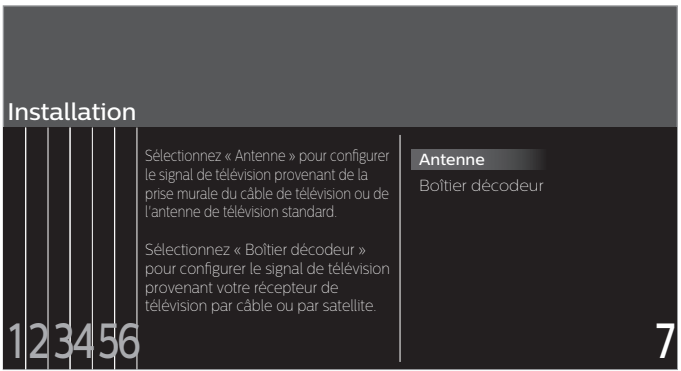 Installation
Sélectionnez « Antenne » pour configurer
le signal de télévision provenant de la
prise murale du câble de télévision ou de
l'antenne de télévision standard.
Sélectionnez « Boîtier décodeur »
pour configurer le signal de télévision
provenant votre récepteur de
télévision par câble ou par satellite.
Antenne
Boîtier décodeur
123456
7